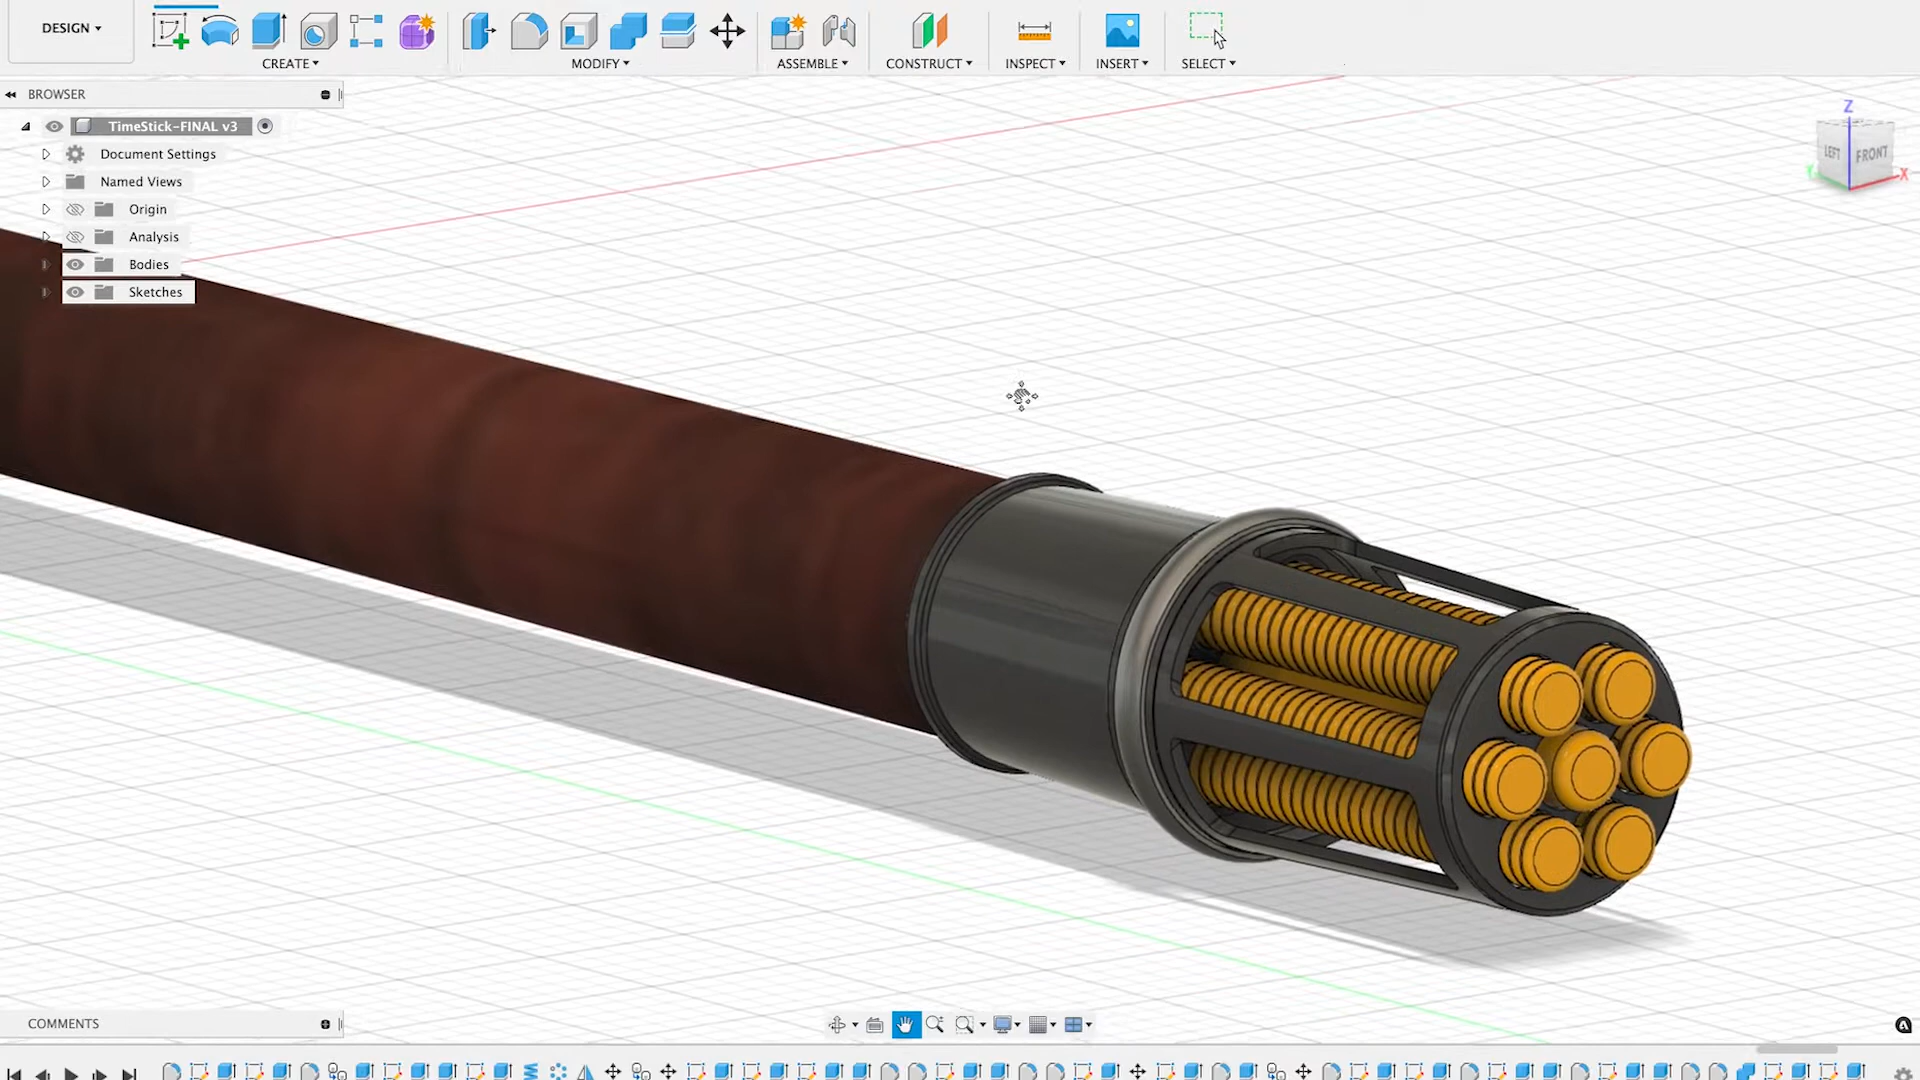 DESIGN
CREATE
MODIFY
ASSEMBLE
CONSTRUCT
INSPECT
INSERT
SELECT
BROWSER
TimeStick-FINAL v3
Document Settings
Named Views
Origin
Analysis
Bodies
Sketches
Z
LEFT
FRONT
Y
X
COMMENTS